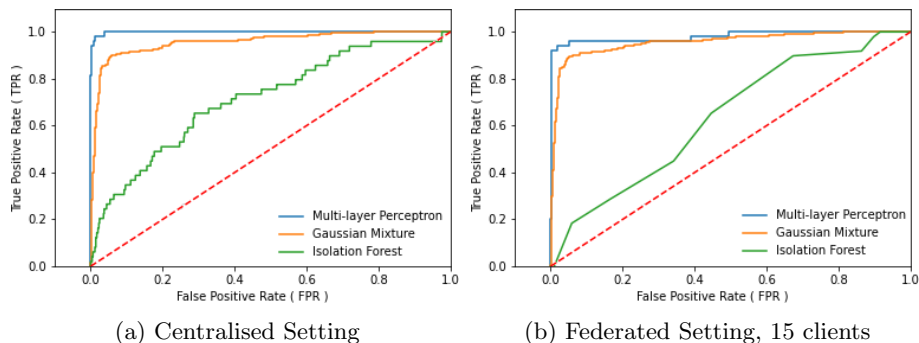 1.0
0.8
0.6
0.4
0.2
0.0
True Positive Rate ( TPR )
Multi-layer Perceptron
Gaussian Mixture
Isolation Forest
0.0 0.2 0.4 0.6 0.8 1.0
False Positive Rate ( FPR )
(a) Centralised Setting
1.0
0.8
0.6
0.4
0.2
0.0
True Positive Rate ( TPR )
Multi-layer Perceptron
Gaussian Mixture
Isolation Forest
0.0 0.2 0.4 0.6 0.8 1.0
False Positive Rate ( FPR )
(b) Federated Setting, 15 clients